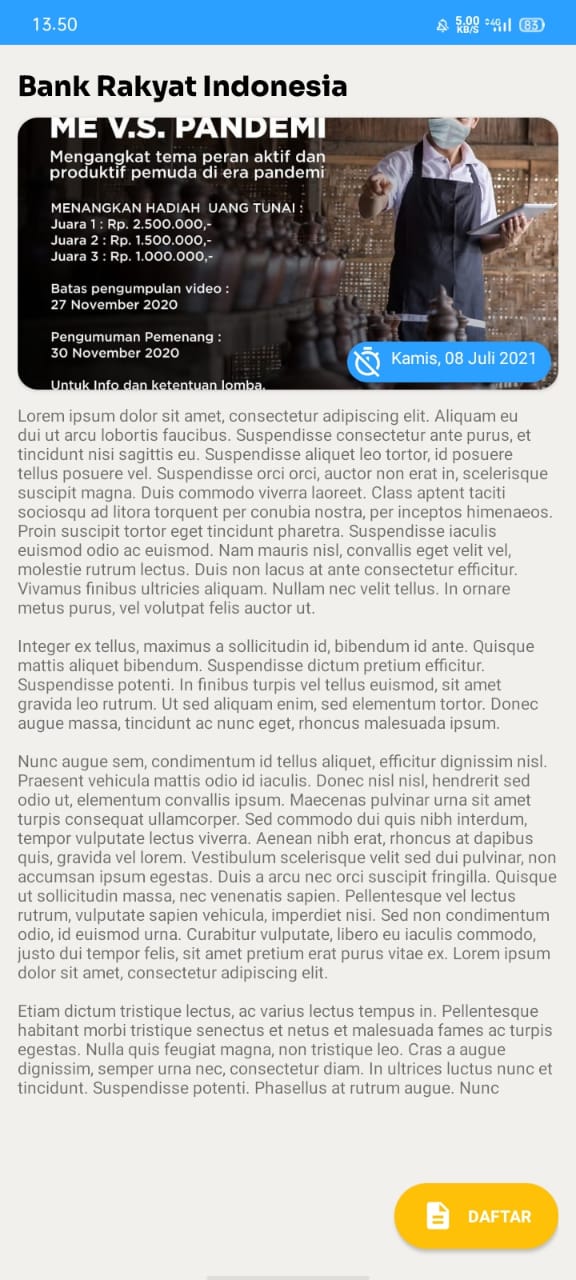 13.50
5.00
KB/S
4G
83
Bank Rakyat Indonesia
ME V.S. PANDEMI
Mengangkat tema peran aktif dan
produktif pemuda di era pandemi
MENANGKAN HADIAH UANG TUNAI :
Juara 1 : Rp. 2.500.000,-
Juara 2 : Rp. 1.500.000,-
Juara 3 : Rp. 1.000.000,-
Batas pengumpulan video :
27 November 2020
Pengumuman Pemenang :
30 November 2020
Untuk Info dan ketentuan lomba.
Kamis, 08 Juli 2021
Lorem ipsum dolor sit amet, consectetur adipiscing elit. Aliquam eu
dui ut arcu lobortis faucibus. Suspendisse consectetur ante purus, et
tincidunt nisi sagittis eu. Suspendisse aliquet leo tortor, id posuere
tellus posuere vel. Suspendisse orci orci, auctor non erat in, scelerisque
suscipit magna. Duis commodo viverra laoreet. Class aptent taciti
sociosqu ad litora torquent per conubia nostra, per inceptos himenaeos.
Proin suscipit tortor eget tincidunt pharetra. Suspendisse iaculis
euismod odio ac euismod. Nam mauris nisl, convallis eget velit vel,
molestie rutrum lectus. Duis non lacus at ante consectetur efficitur.
Vivamus finibus ultricies aliquam. Nullam nec velit tellus. In ornare
metus purus, vel volutpat felis auctor ut.
Integer ex tellus, maximus a sollicitudin id, bibendum id ante. Quisque
mattis aliquet bibendum. Suspendisse dictum pretium efficitur.
Suspendisse potenti. In finibus turpis vel tellus euismod, sit amet
gravida leo rutrum. Ut sed aliquam enim, sed elementum tortor. Donec
augue massa, tincidunt ac nunc eget, rhoncus malesuada ipsum.
Nunc augue sem, condimentum id tellus aliquet, efficitur dignissim nisl.
Praesent vehicula mattis odio id iaculis. Donec nisl nisl, hendrerit sed
odio ut, elementum convallis ipsum. Maecenas pulvinar urna sit amet
turpis consequat ullamcorper. Sed commodo dui quis nibh interdum,
tempor vulputate lectus viverra. Aenean nibh erat, rhoncus at dapibus
quis, gravida vel lorem. Vestibulum scelerisque velit sed dui pulvinar, non
accumsan ipsum egestas. Duis a arcu nec orci suscipit fringilla. Quisque
ut sollicitudin massa, nec venenatis sapien. Pellentesque vel lectus
rutrum, vulputate sapien vehicula, imperdiet nisi. Sed non condimentum
odio, id euismod urna. Curabitur vulputate, libero eu iaculis commodo,
justo dui tempor felis, sit amet pretium erat purus vitae ex. Lorem ipsum
dolor sit amet, consectetur adipiscing elit.
Etiam dictum tristique lectus, ac varius lectus tempus in. Pellentesque
habitant morbi tristique senectus et netus et malesuada fames ac turpis
egestas. Nulla quis feugiat magna, non tristique leo. Cras a augue
dignissim, semper urna nec, consectetur diam. In ultrices luctus nunc et
tincidunt. Suspendisse potenti. Phasellus at rutrum augue. Nunc
DAFTAR